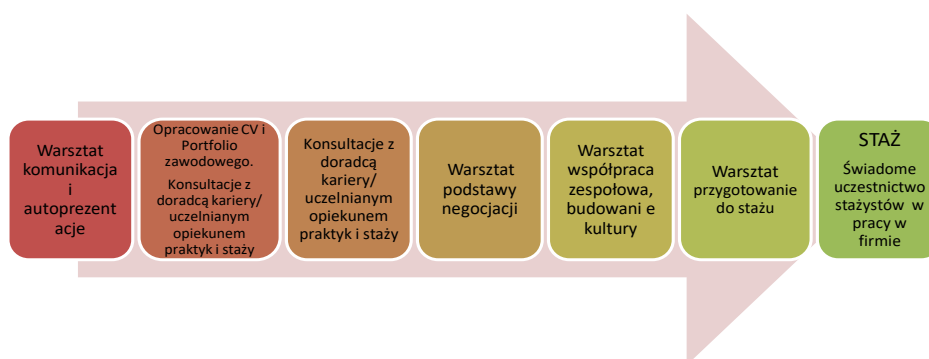 Warsztat
komunikacja
i
autoprezent
acje
Opracowanie CV i
Portfolio
zawodowego.
Konsultacje z
doradcą kariery/
uczelnianym
opiekunem
praktyk i staży
Konsultacje z
doradcą
kariery/
uczelnianym
opiekunem
praktyk i staży
Warsztat
podstawy
negocjacji
Warsztat
współpraca
zespołowa,
budowani e
kultury
Warsztat
przygotowanie
do stażu
STAŻ
Świadome
uczestnictwo
stażystów w
pracy w
firmie